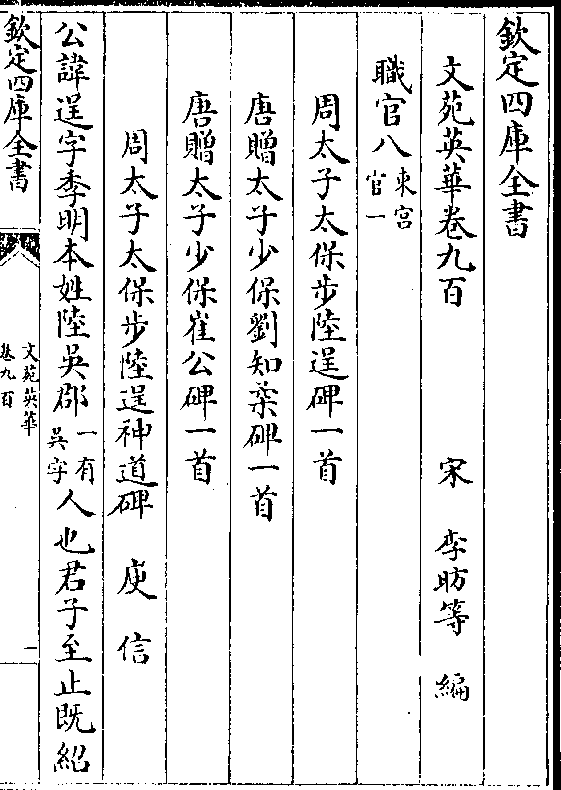 欽定四庫全書
文苑英華卷九百
宋 李昉等 編
職官八
東宮
官一
周太子太保步陸逞碑一首
唐贈太子少保劉知柔碑一首
唐贈太子少保崔公碑一首
周太子太保步陸逞神道碑 庾信
公諱逞字季明本姓陸吳郡
一有
吳字
人也君子至止既紹
欽定四庫全書
文苑英華
卷九百
一